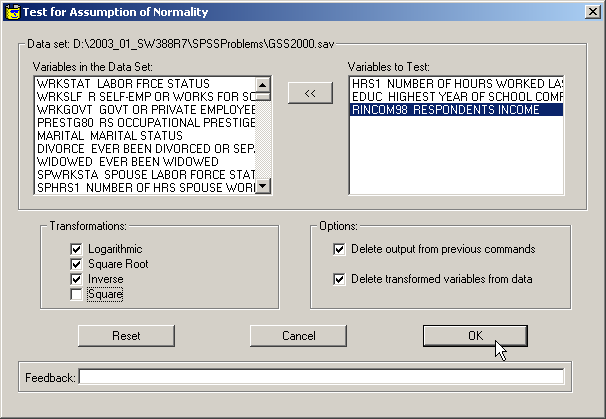 Test for Assumption of Normality
Data set: D:\2003_01_SW388R7\SPSSProblems\GSS2000.sav
Variables in the Data Set:
WRKSTAT LABOR FRCE STATUS
WRKSLF R SELF-EMP OR WORKS FOR SC
WRKGOVT GOVT OR PRIVATE EMPLOYEE
PRESTG80 RS OCCUPATIONAL PRESTIGE
MARITAL MARITAL STATUS
DIVORCE EVER BEEN DIVORCED OR SEP.
WIDOWED EVER BEEN WIDOWED
SPWRKSTA SPOUSE LABOR FORCE STAT
SPHRS1 NUMBER OF HRS SPOUSE WORK
<<
Variables to Test:
HRS1 NUMBER OF HOURS WORKED LAS
EDUC HIGHEST YEAR OF SCHOOL COMF
RINCOM98 RESPONDENTS INCOME
Transformations:
Logarithmic
Square Root
Inverse
Square
Options:
Delete output from previous commands
Delete transformed variables from data
Reset
Cancel
OK
Feedback: